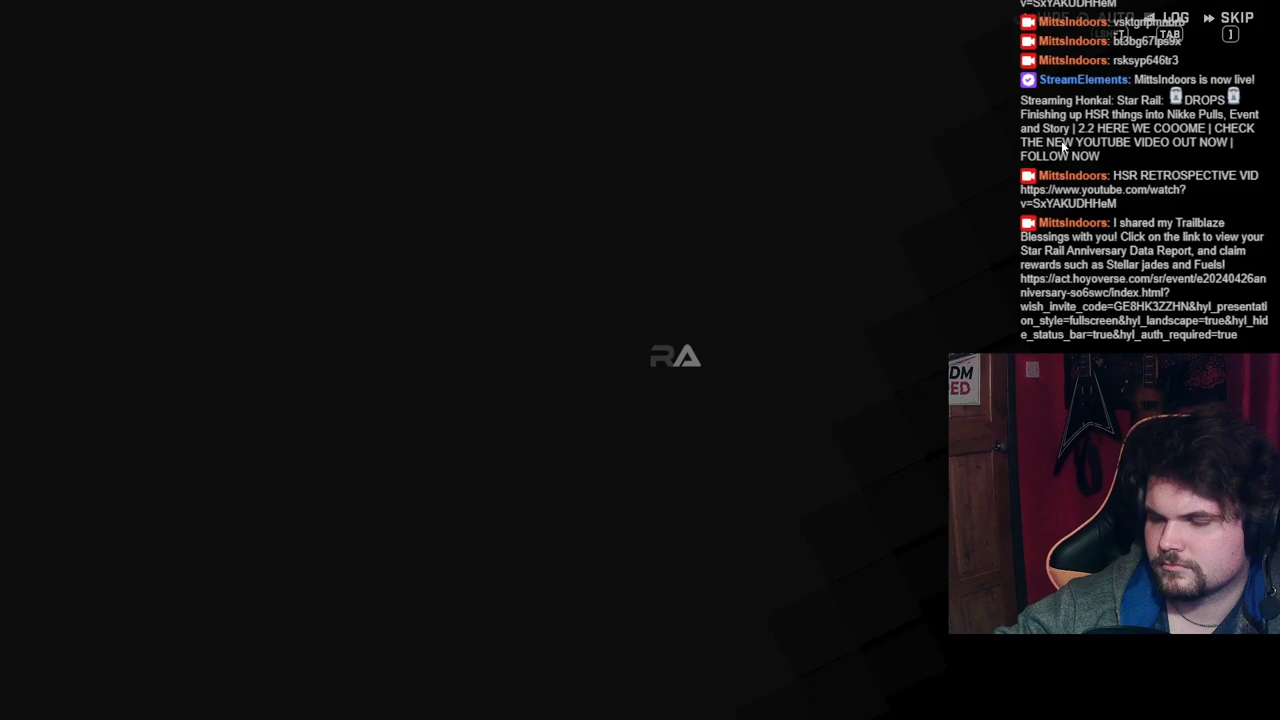 v=SxYAKUDHHeM
LOG SKIP
TAB ]
MittsIndoors:
MittsIndoors: bt3bg67lps9x
MittsIndoors: rsksyp646tr3
StreamElements: MittsIndoors is now live!
Streaming Honkai: Star Rail: DROPS
Finishing up HSR things into Nikke Pulls, Event
and Story | 2.2 HERE WE COOOME | CHECK
THE NEW YOUTUBE VIDEO OUT NOW |
FOLLOW NOW
MittsIndoors: HSR RETROSPECTIVE VID
https://www.youtube.com/watch?
v=SxYAKUDHHeM
MittsIndoors: I shared my Trailblaze
Blessings with you! Click on the link to view your
Star Rail Anniversary Data Report, and claim
rewards such as Stellar jades and Fuels!
https://act.hoyoverse.com/sr/event/e20240426an
niversary-so6swc/index.html?
wish_invite_code=GE8HK3ZZHN&hyl_presentati
on_style=fullscreen&hyl_landscape=true&hyl_hid
e_status_bar=true&hyl_auth_required=true
RA
DM
ED